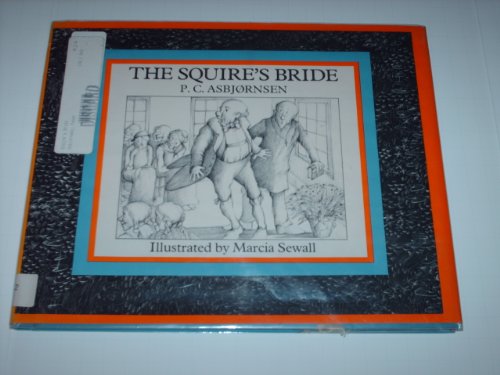 THE SQUIRE'S BRIDE
P. C. ASBJØRNSEN
Illustrated by Marcia Sewall